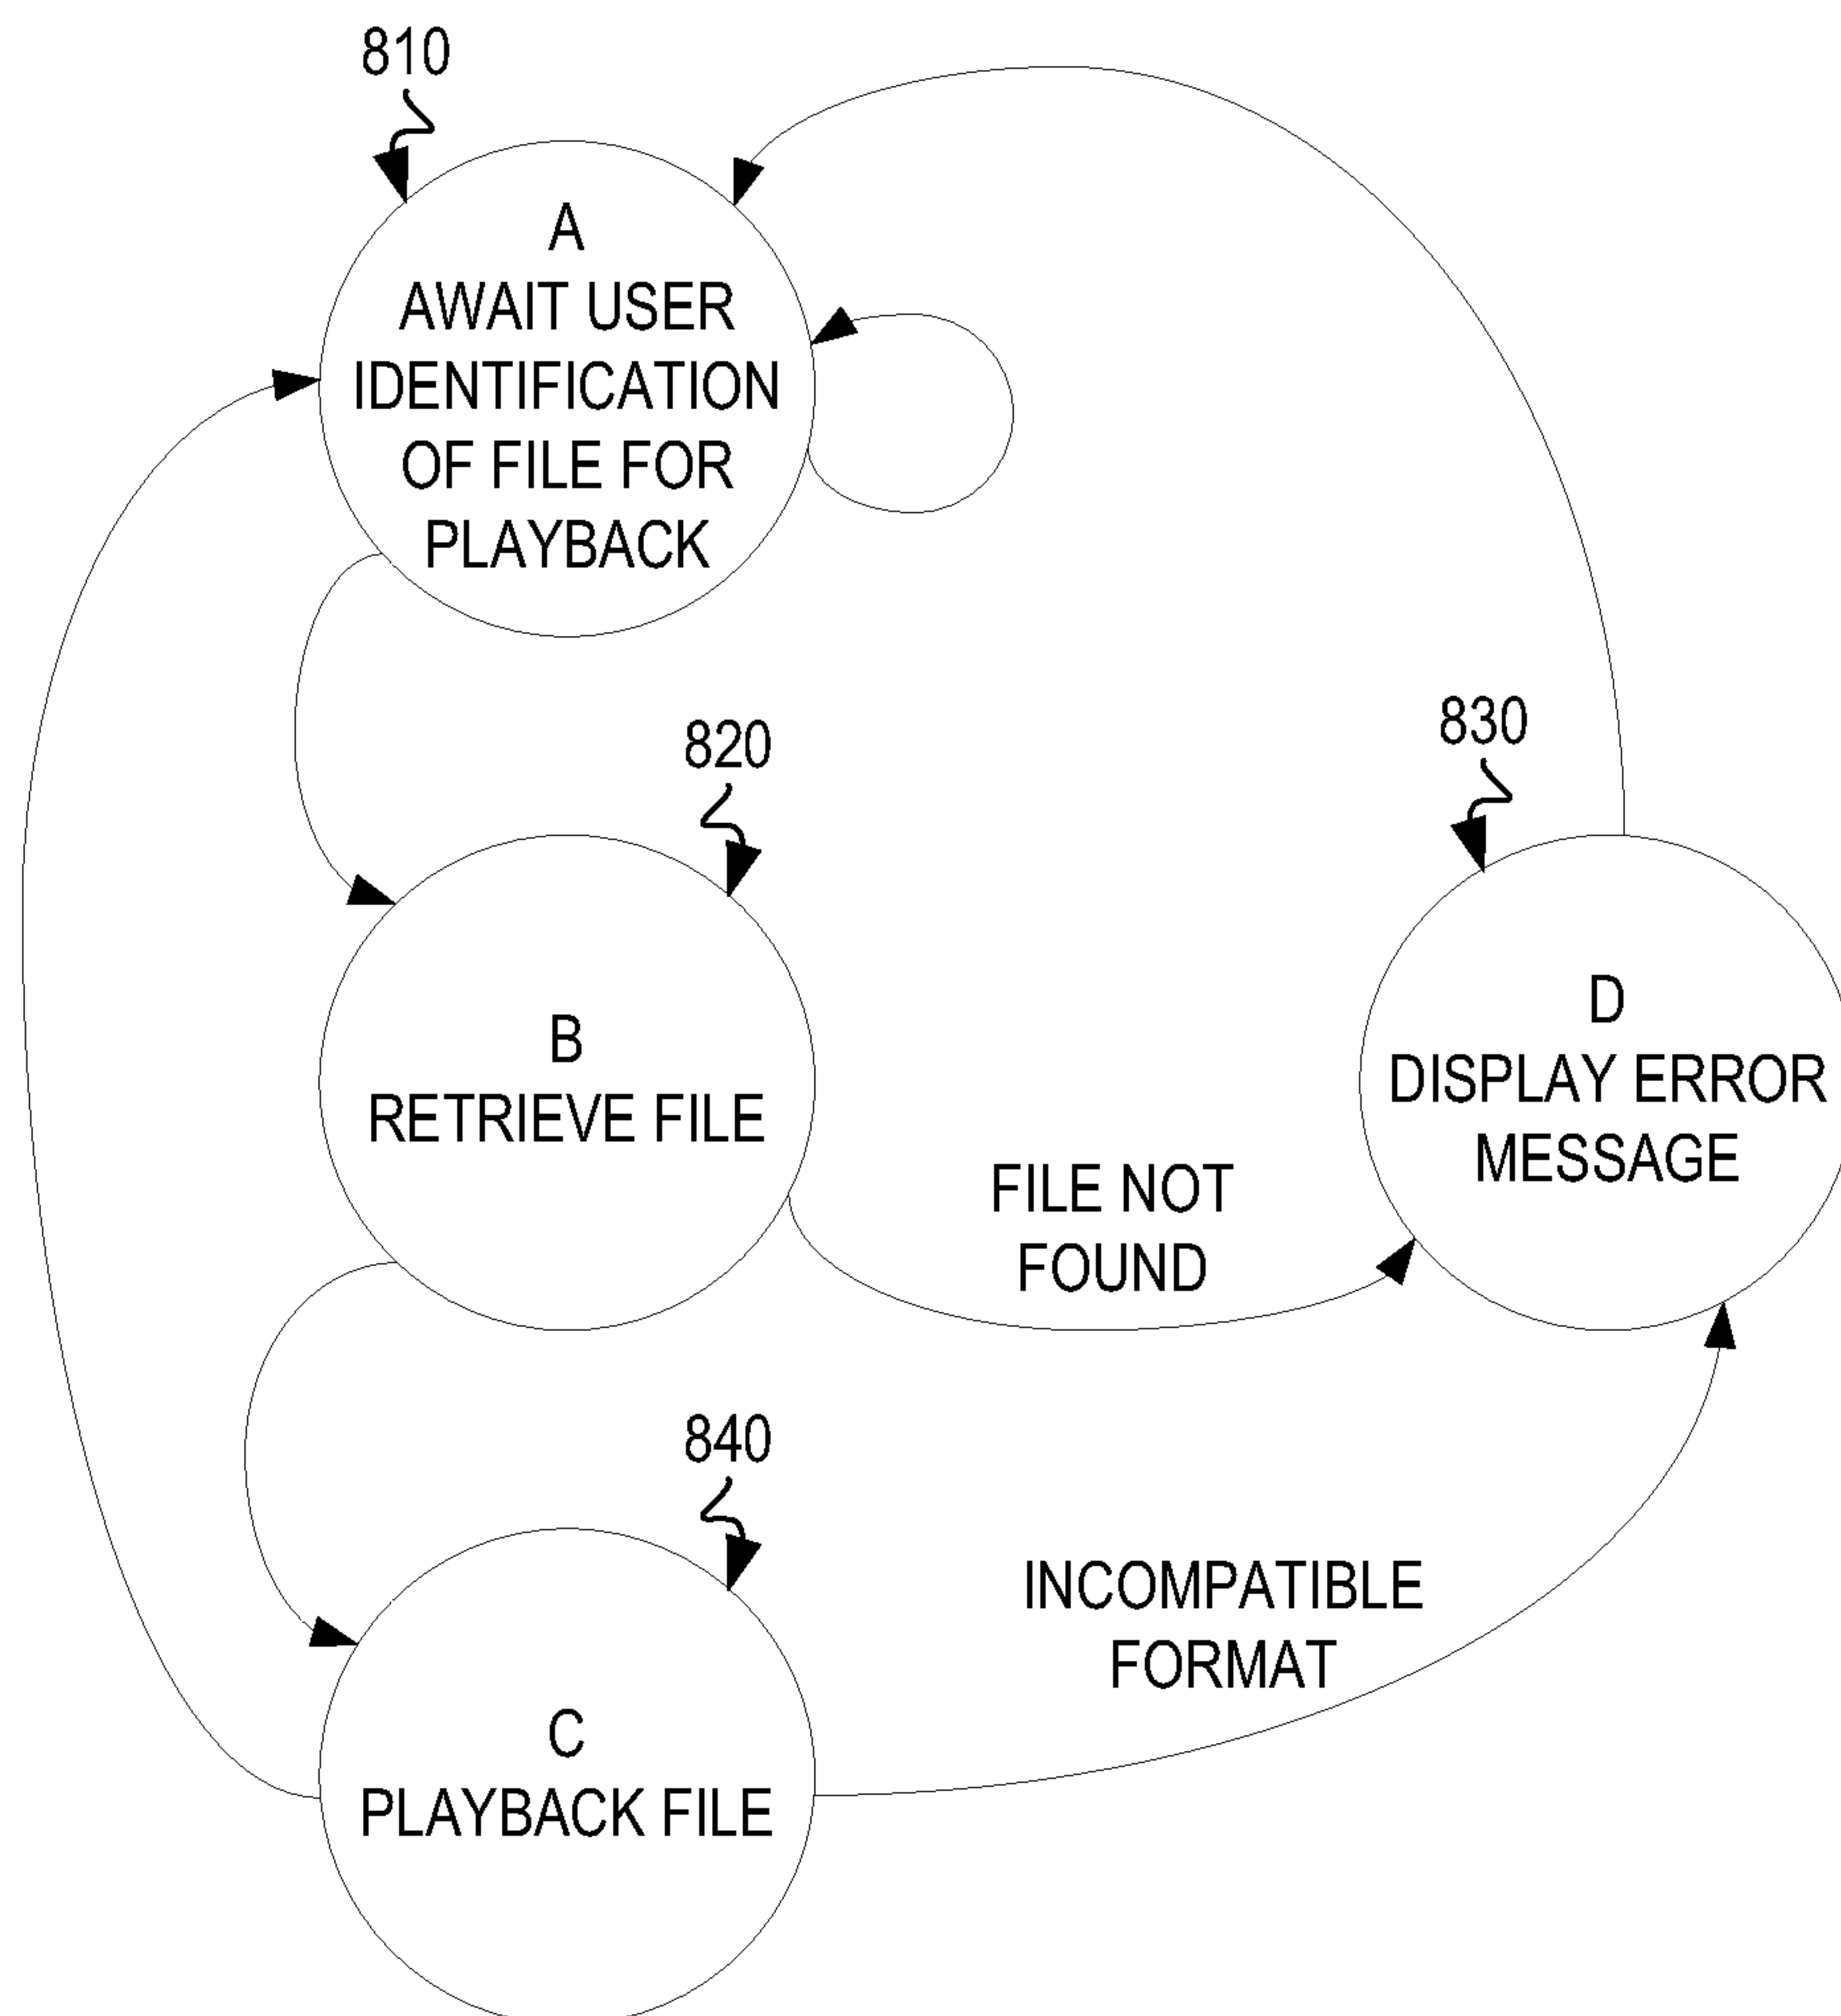 810
A
AWAIT USER
IDENTIFICATION
OF FILE FOR
PLAYBACK
820
B
RETRIEVE FILE
830
D
DISPLAY ERROR
MESSAGE
FILE NOT
FOUND
840
C
PLAYBACK FILE
INCOMPATIBLE
FORMAT